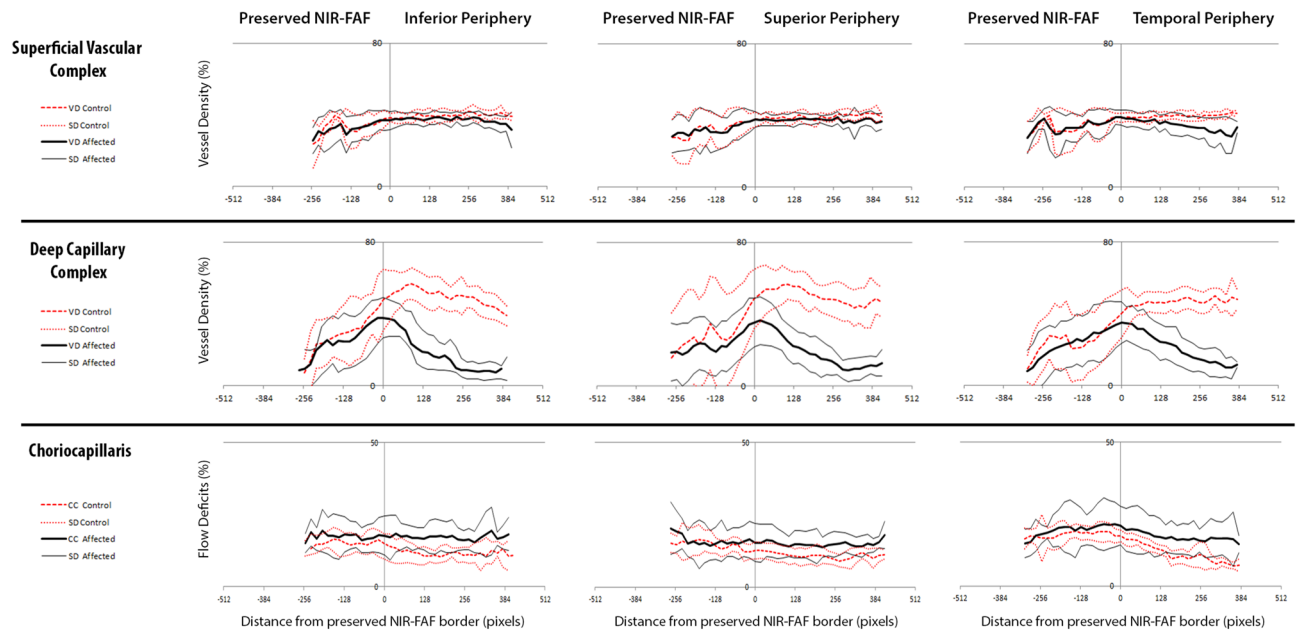 Preserved NIR-FAF Inferior Periphery Preserved NIR-FAF Superior Periphery Preserved NIR-FAF Temporal Periphery
Superficial Vascular
Complex
VD Control
SD Control
VD Affected
SD Affected
Vessel Density (%)
80
0
-512 -384 -256 -128 0 128 256 384 512
80
0
-512 -384 -256 -128 0 128 256 384 512
80
0
-512 -384 -256 -128 0 128 256 384 512
Deep Capillary
Complex
VD Control
SD Control
VD Affected
SD Affected
Vessel Density (%)
80
0
-512 -384 -256 -128 0 128 256 384 512
80
0
-512 -384 -256 -128 0 128 256 384 512
80
0
-512 -384 -256 -128 0 128 256 384 512
Choriocapillaris
CC Control
SD Control
CC Affected
SD Affected
Flow Deficits (%)
50
0
-512 -384 -256 -128 0 128 256 384 512
50
0
-512 -384 -256 -128 0 128 256 384 512
50
0
-512 -384 -256 -128 0 128 256 384 512
Distance from preserved NIR-FAF border (pixels) Distance from preserved NIR-FAF border (pixels) Distance from preserved NIR-FAF border (pixels)